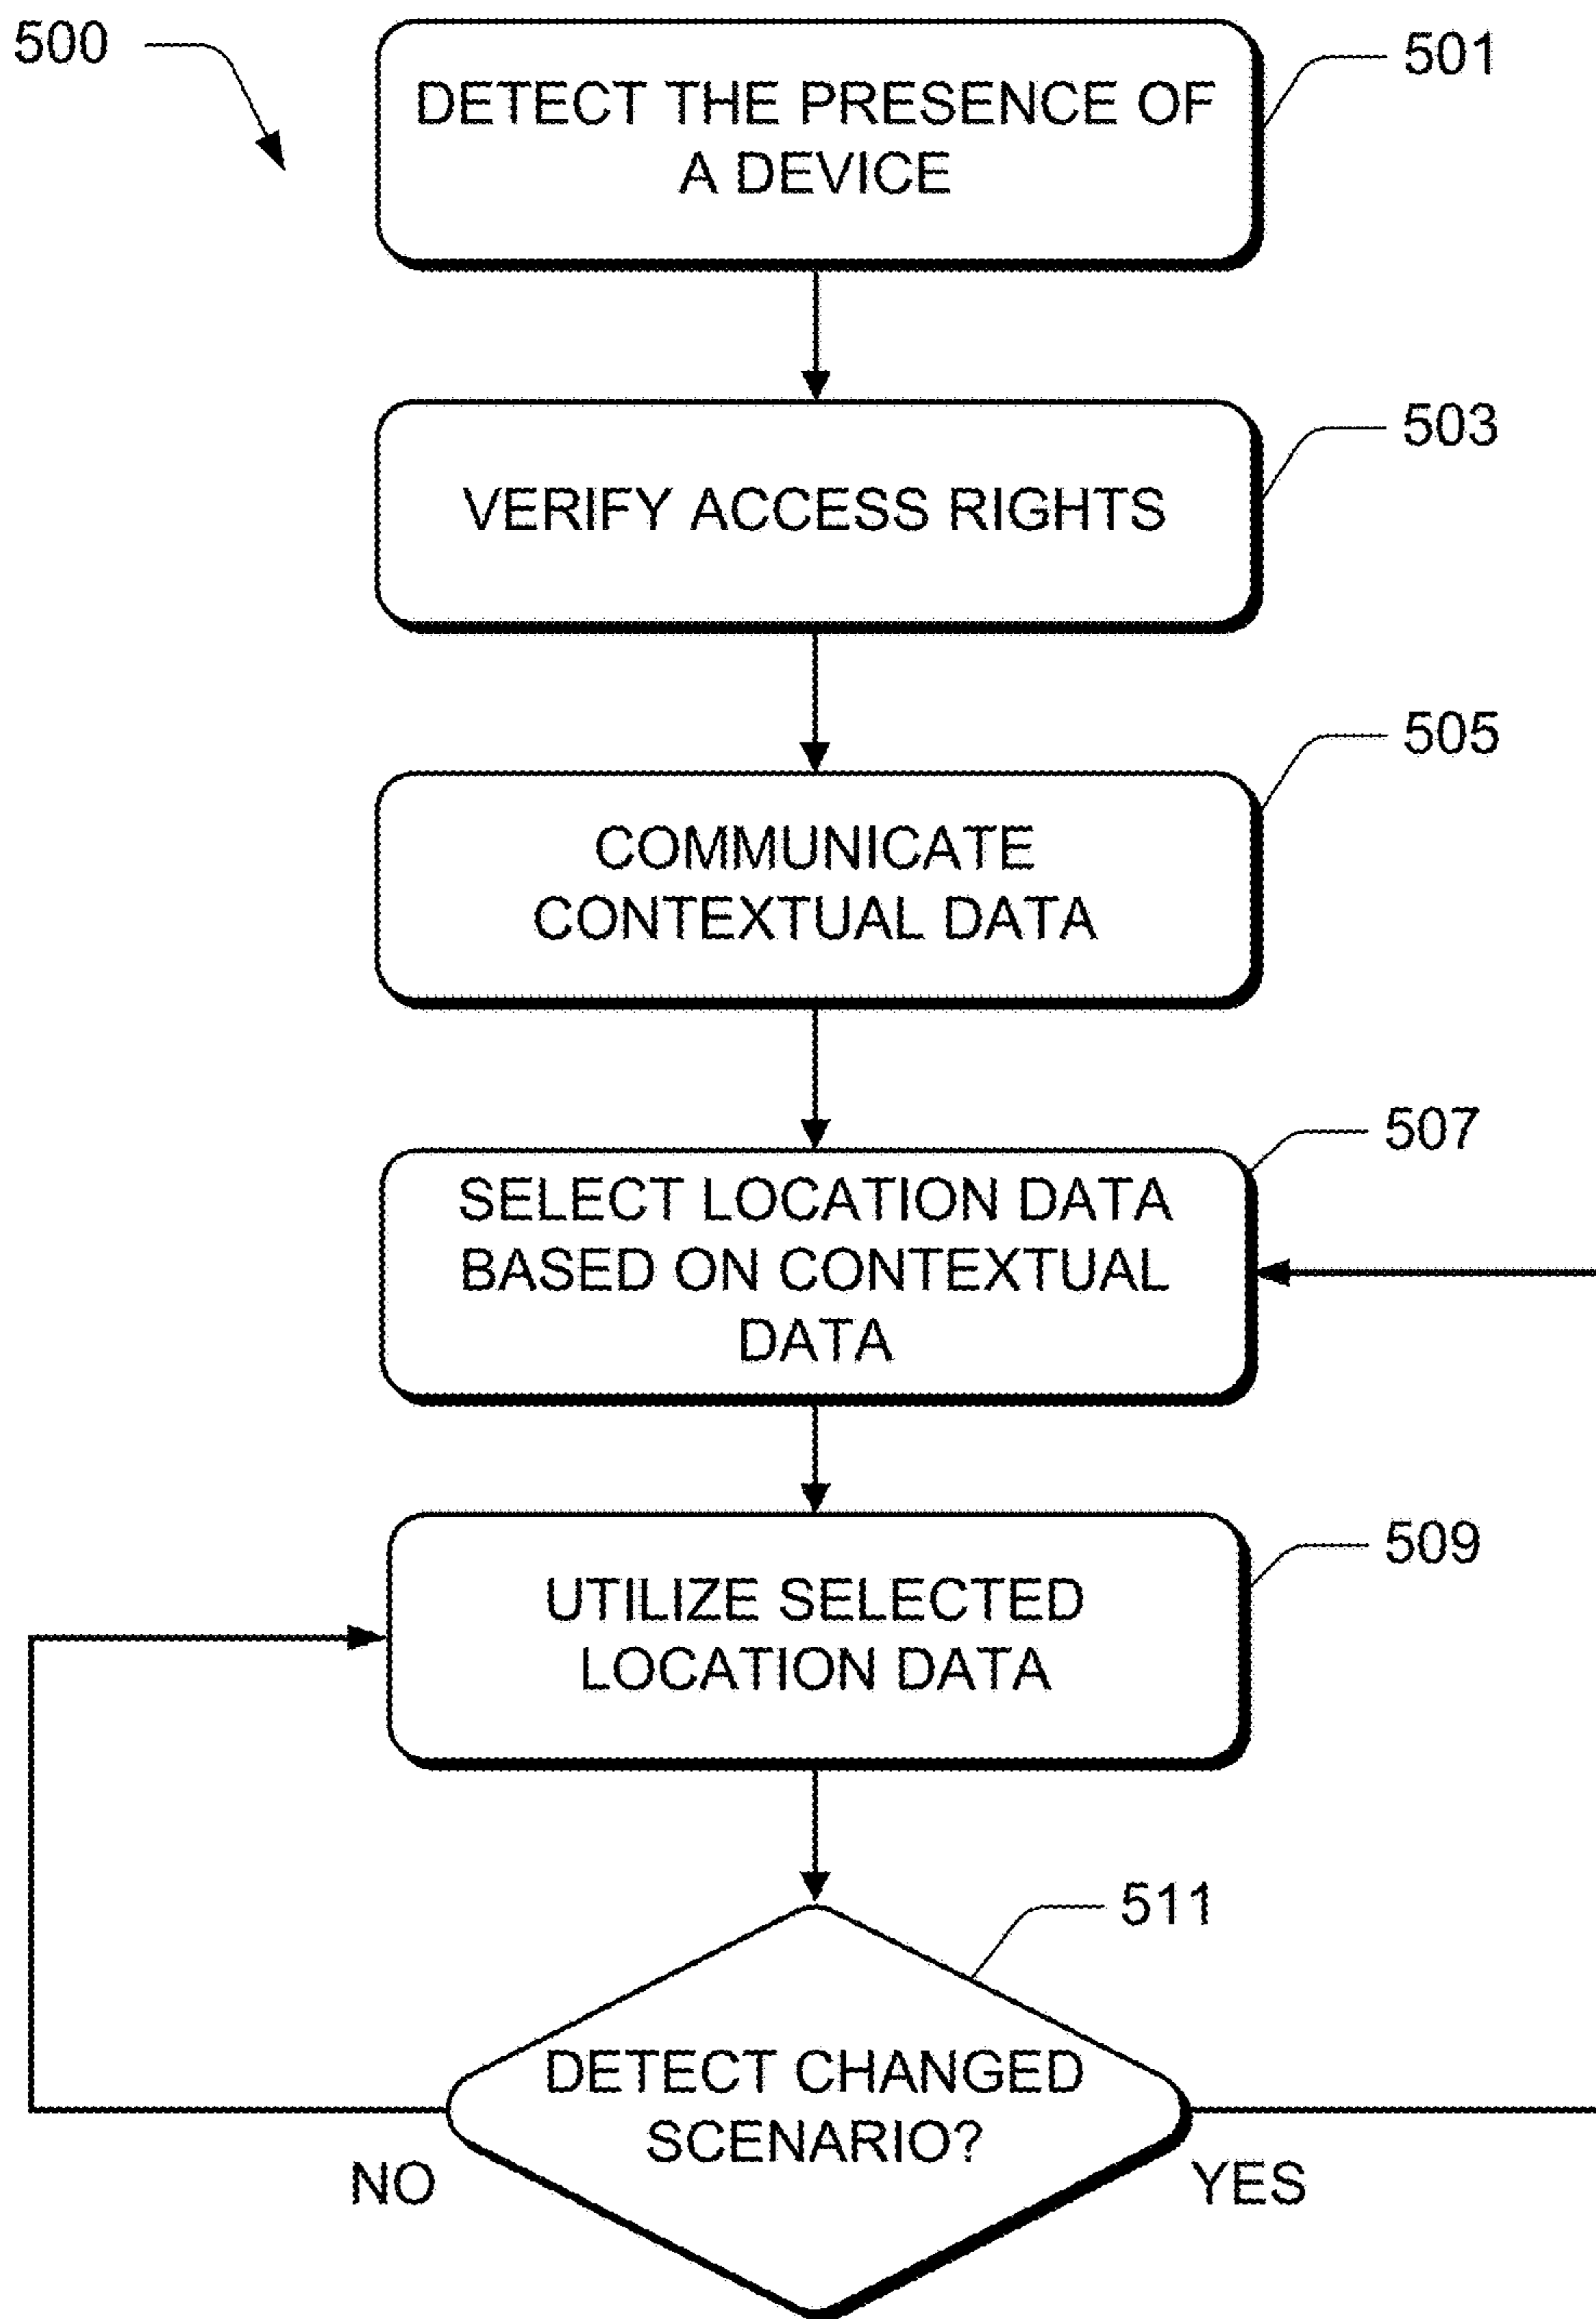 500
501
DETECT THE PRESENCE OF
A DEVICE
503
VERIFY ACCESS RIGHTS
505
COMMUNICATE
CONTEXTUAL DATA
507
SELECT LOCATION DATA
BASED ON CONTEXTUAL
DATA
509
UTILIZE SELECTED
LOCATION DATA
511
DETECT CHANGED
SCENARIO?
NO
YES